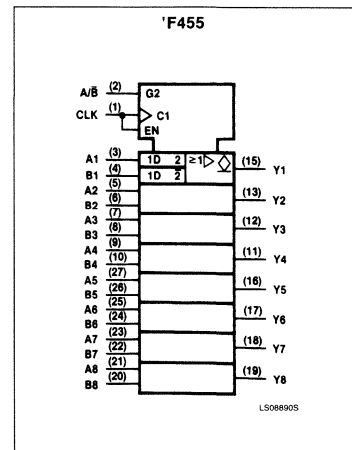 'F455
A/B̄ (2) G2
CLK (1) C1
EN
A1 (3) 1D 2 ≥1 (15) Y1
B1 (4) 1D 2̄
A2 (5) (13) Y2
B2 (6)
A3 (7) (12) Y3
B3 (8)
A4 (9) (11) Y4
B4 (10)
A5 (27) (16) Y5
B5 (26)
A6 (25) (17) Y6
B6 (24)
A7 (23) (18) Y7
B7 (22)
A8 (21) (19) Y8
B8 (20)
LS08890S